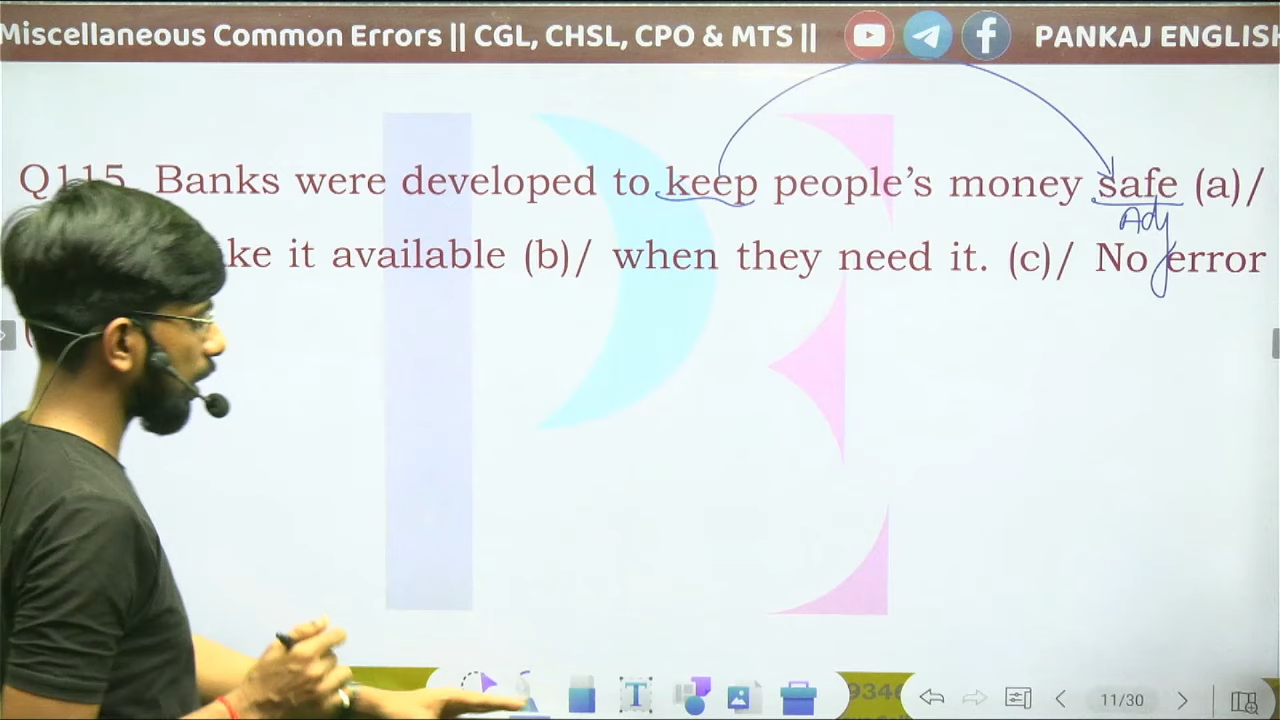 Miscellaneous Common Errors || CGL, CHSL, CPO & MTS || PANKAJ ENGLISH
Q115. Banks were developed to keep people's money safe (a)/
Adj
ke it available (b)/ when they need it. (c)/ No error
934
11/30